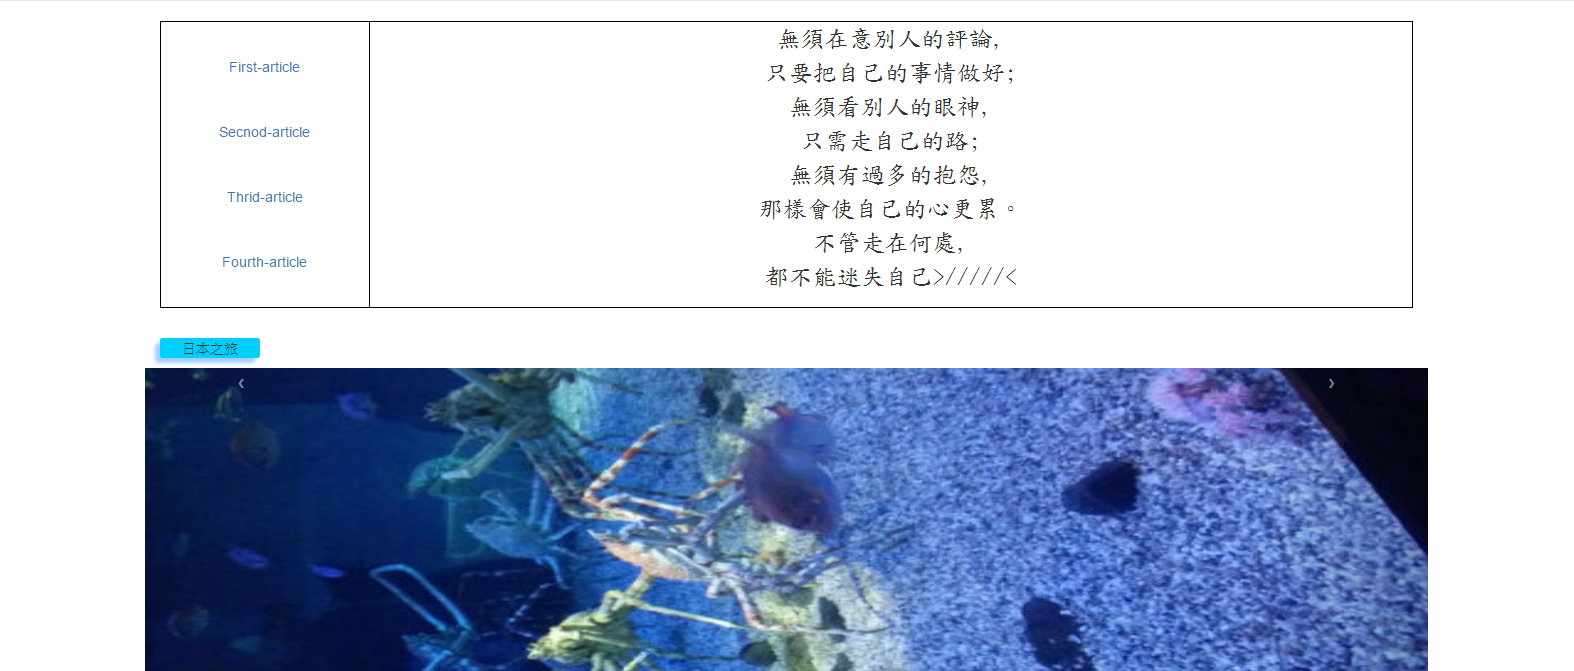 First-article
Secnod-article
Thrid-article
Fourth-article
無須在意別人的評論,
只要把自己的事情做好;
無須看別人的眼神,
只需走自己的路;
無須有過多的抱怨,
那樣會使自己的心更累。
不管走在何處,
都不能迷失自己>/////<
日本之旅
‹
›